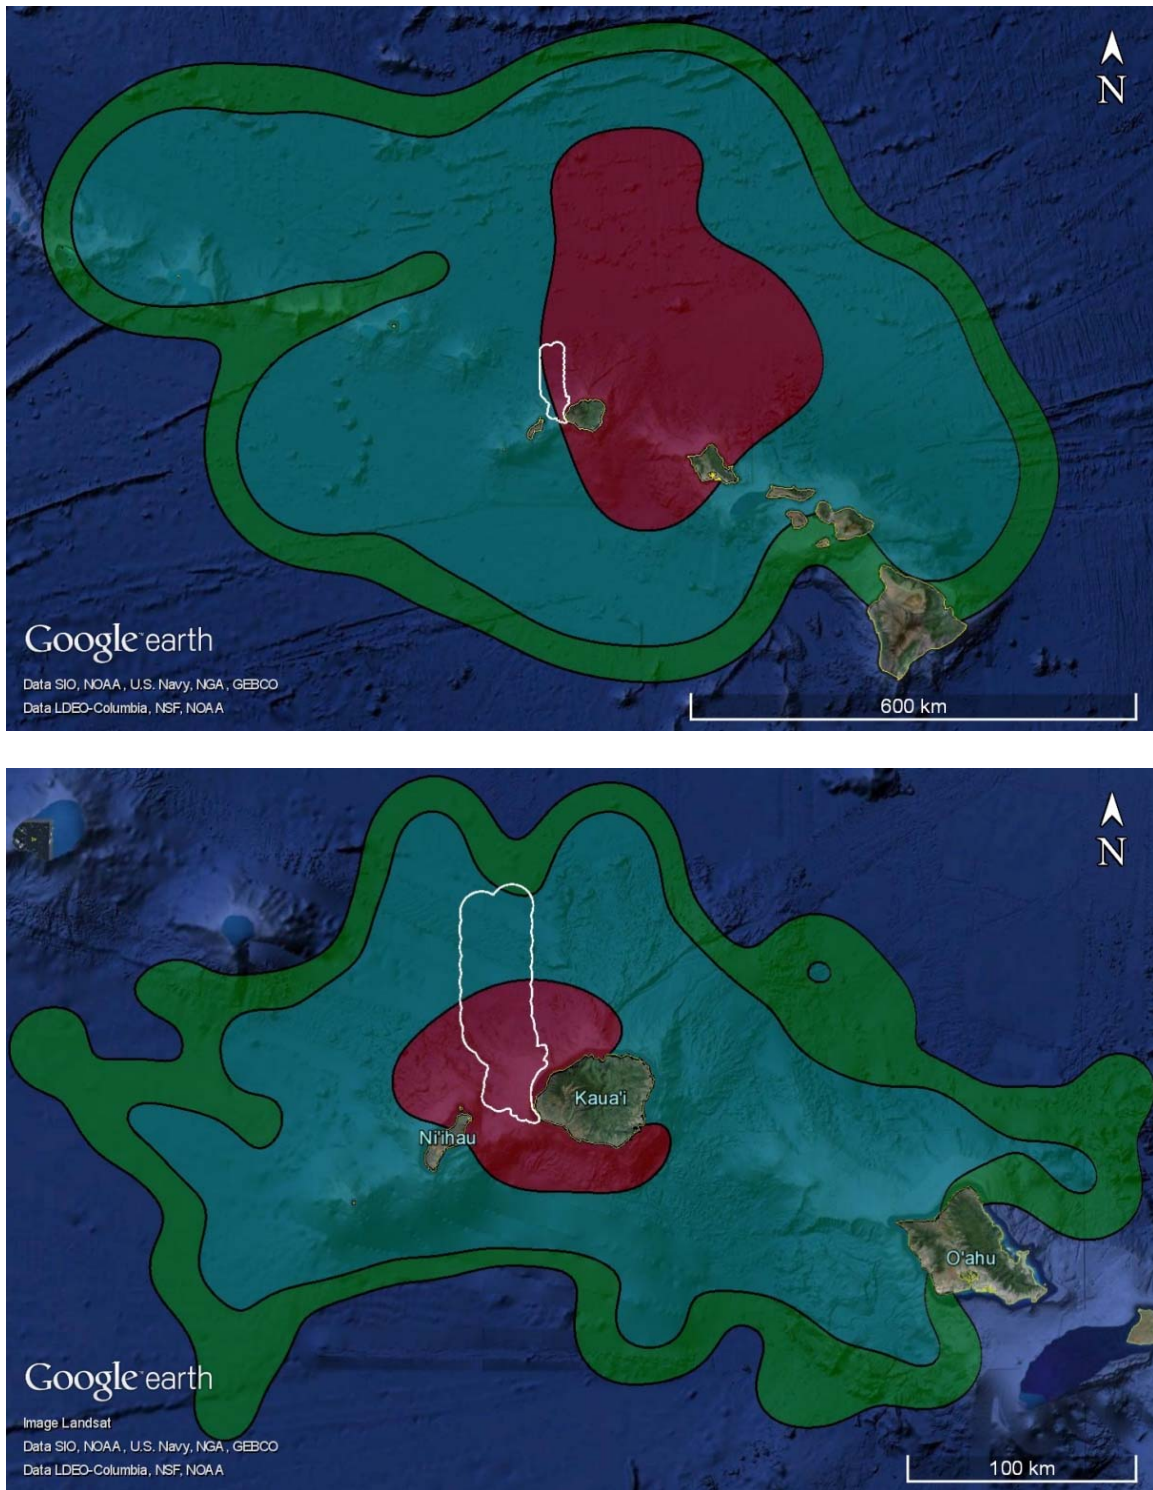 N
Google earth
Data SIO, NOAA, U.S. Navy, NGA, GEBCO
Data LDEO-Columbia, NSF, NOAA
600 km
N
Kaua'i
Ni'ihau
O'ahu
Google earth
Image Landsat
Data SIO, NOAA, U.S. Navy, NGA, GEBCO
Data LDEO-Columbia, NSF, NOAA
100 km